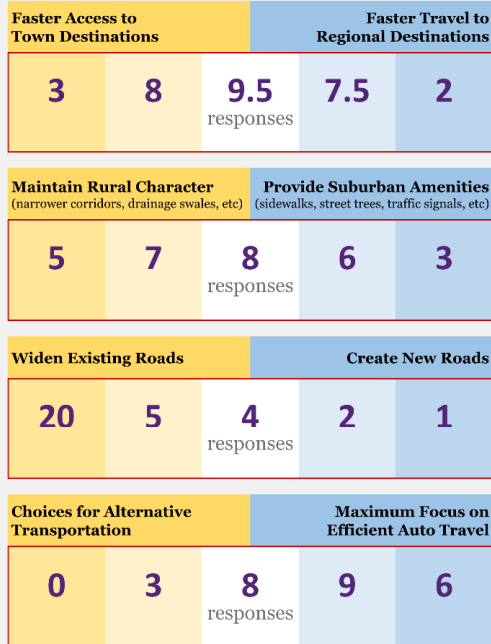 Faster Access to
Town Destinations
Faster Travel to
Regional Destinations
3 8 9.5 7.5 2
responses
Maintain Rural Character
(narrower corridors, drainage swales, etc)
Provide Suburban Amenities
(sidewalks, street trees, traffic signals, etc)
5 7 8 6 3
responses
Widen Existing Roads
Create New Roads
20 5 4 2 1
responses
Choices for Alternative
Transportation
Maximum Focus on
Efficient Auto Travel
0 3 8 9 6
responses